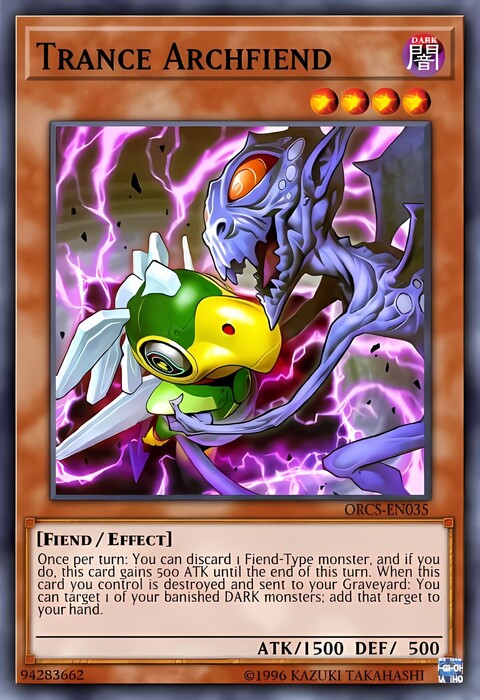 TRANCE ARCHFIEND
DARK
闇
ORCS-EN035
[FIEND / EFFECT]
Once per turn: You can discard 1 Fiend-Type monster, and if you
do, this card gains 500 ATK until the end of this turn. When this
card you control is destroyed and sent to your Graveyard: You
can target 1 of your banished DARK monsters; add that target to
your hand.
ATK/1500 DEF/ 500
94283662
©1996 KAZUKI TAKAHASHI